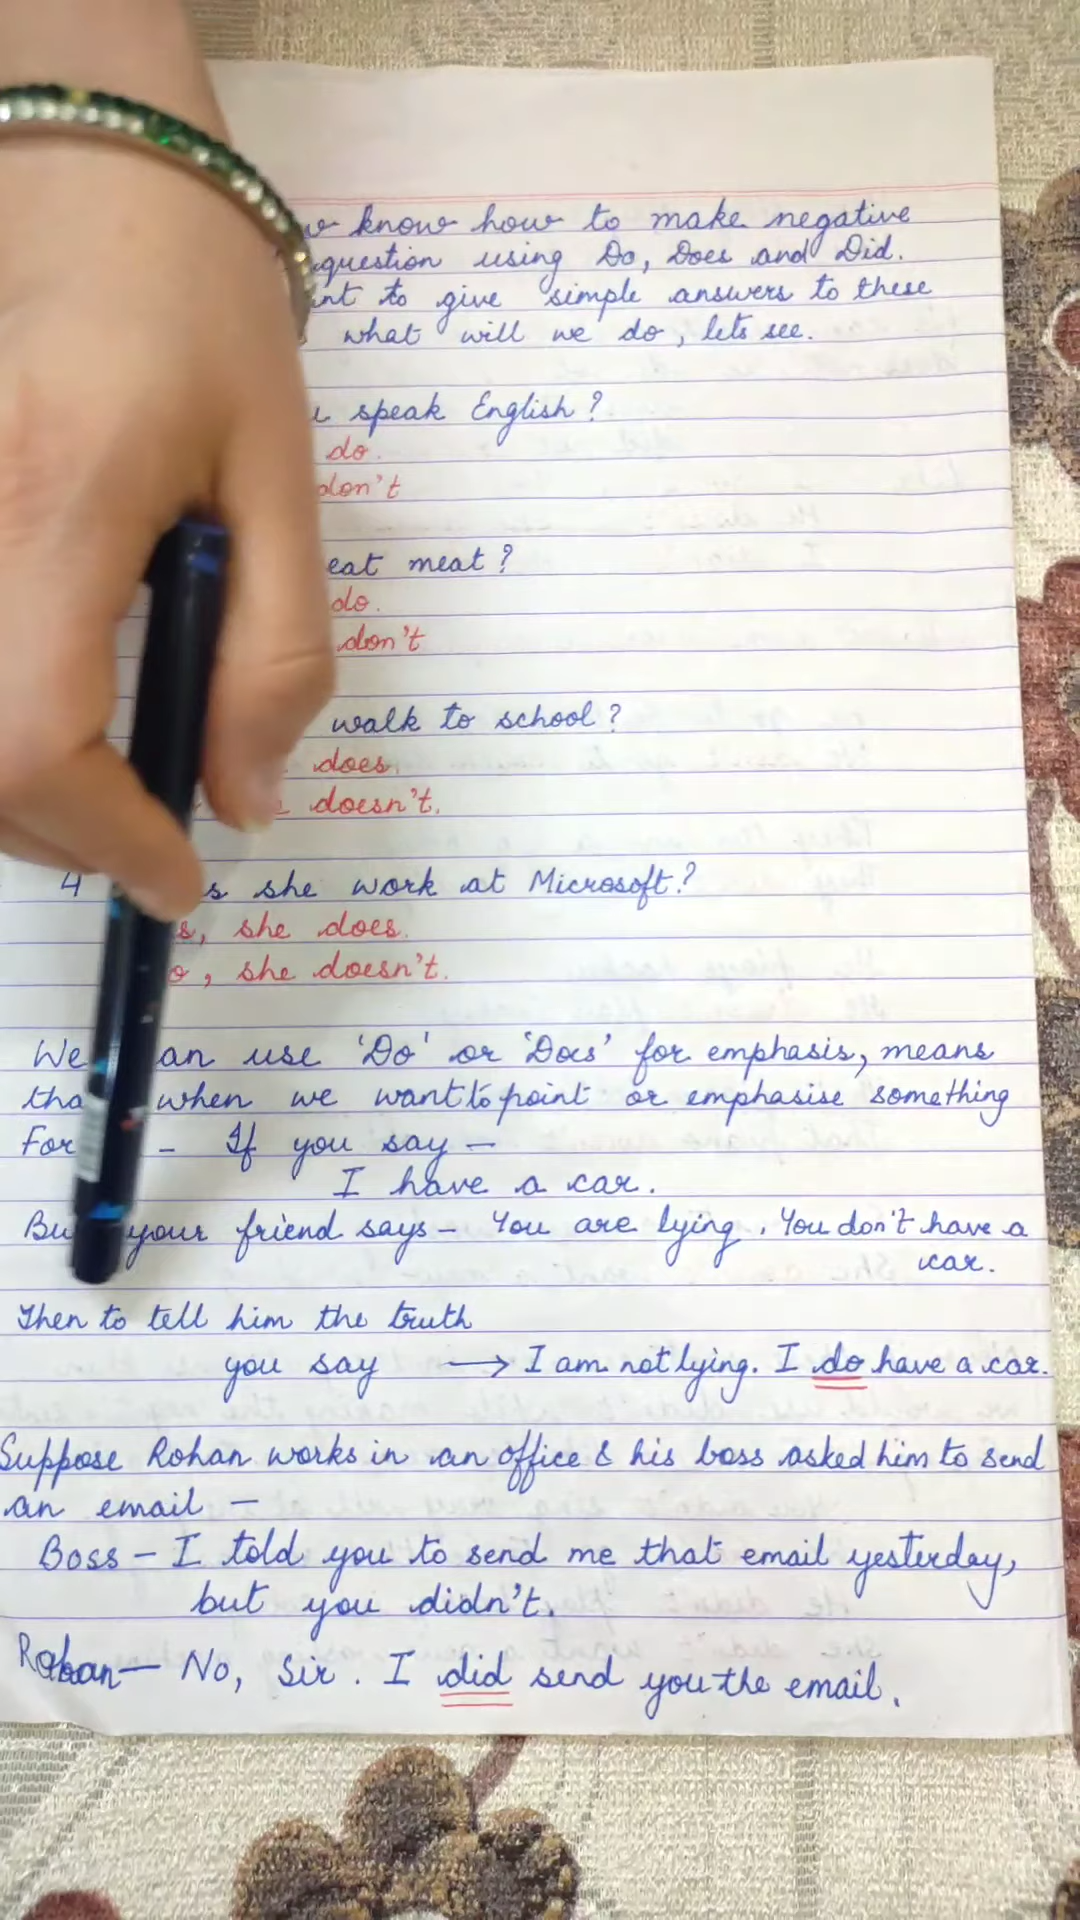 know how to make negative
question using Do, Does and Did.
to give simple answers to these
what will we do, lets see.
speak English?
do.
don't
eat meat?
do.
don't
walk to school?
does.
doesn't.
4 she work at Microsoft?
she does.
, she doesn't.
We use 'Do' or 'Does' for emphasis, means
when we want to point or emphasise something
For - If you say -
I have a car.
your friend says - You are lying. You don't have a
car.
Then to tell him the truth
you say → I am not lying. I do have a car.
Suppose Rohan works in an office & his boss asked him to send
an email -
Boss - I told you to send me that email yesterday,
but you didn't.
Rohan - No, Sir. I did send you the email.